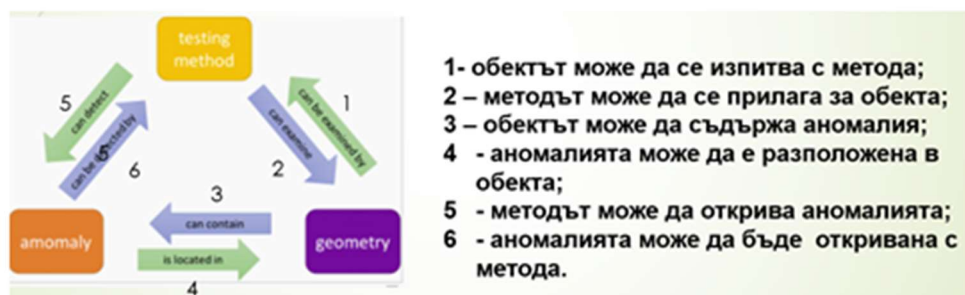 testing
method
5
can detect
can be detected by
6
can be examined by
1
can examine
2
3
can contain
amomaly
geometry
is located in
4
1- обектът може да се изпитва с метода;
2 – методът може да се прилага за обекта;
3 – обектът може да съдържа аномалия;
4 - аномалията може да е разположена в
обекта;
5 - методът може да открива аномалията;
6 - аномалията може да бъде откривана с
метода.